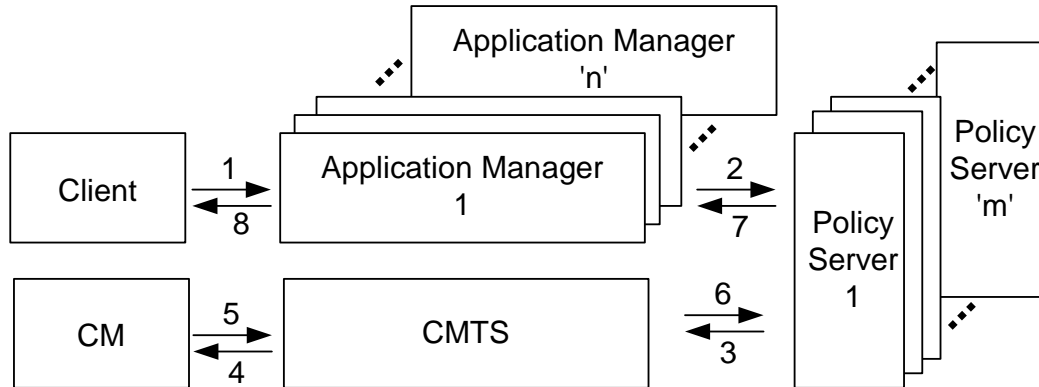 Application Manager
'n'
Client
1
8
Application Manager
1
2
7
Policy
Server
'm'
Policy
Server
1
CM
5
4
CMTS
6
3